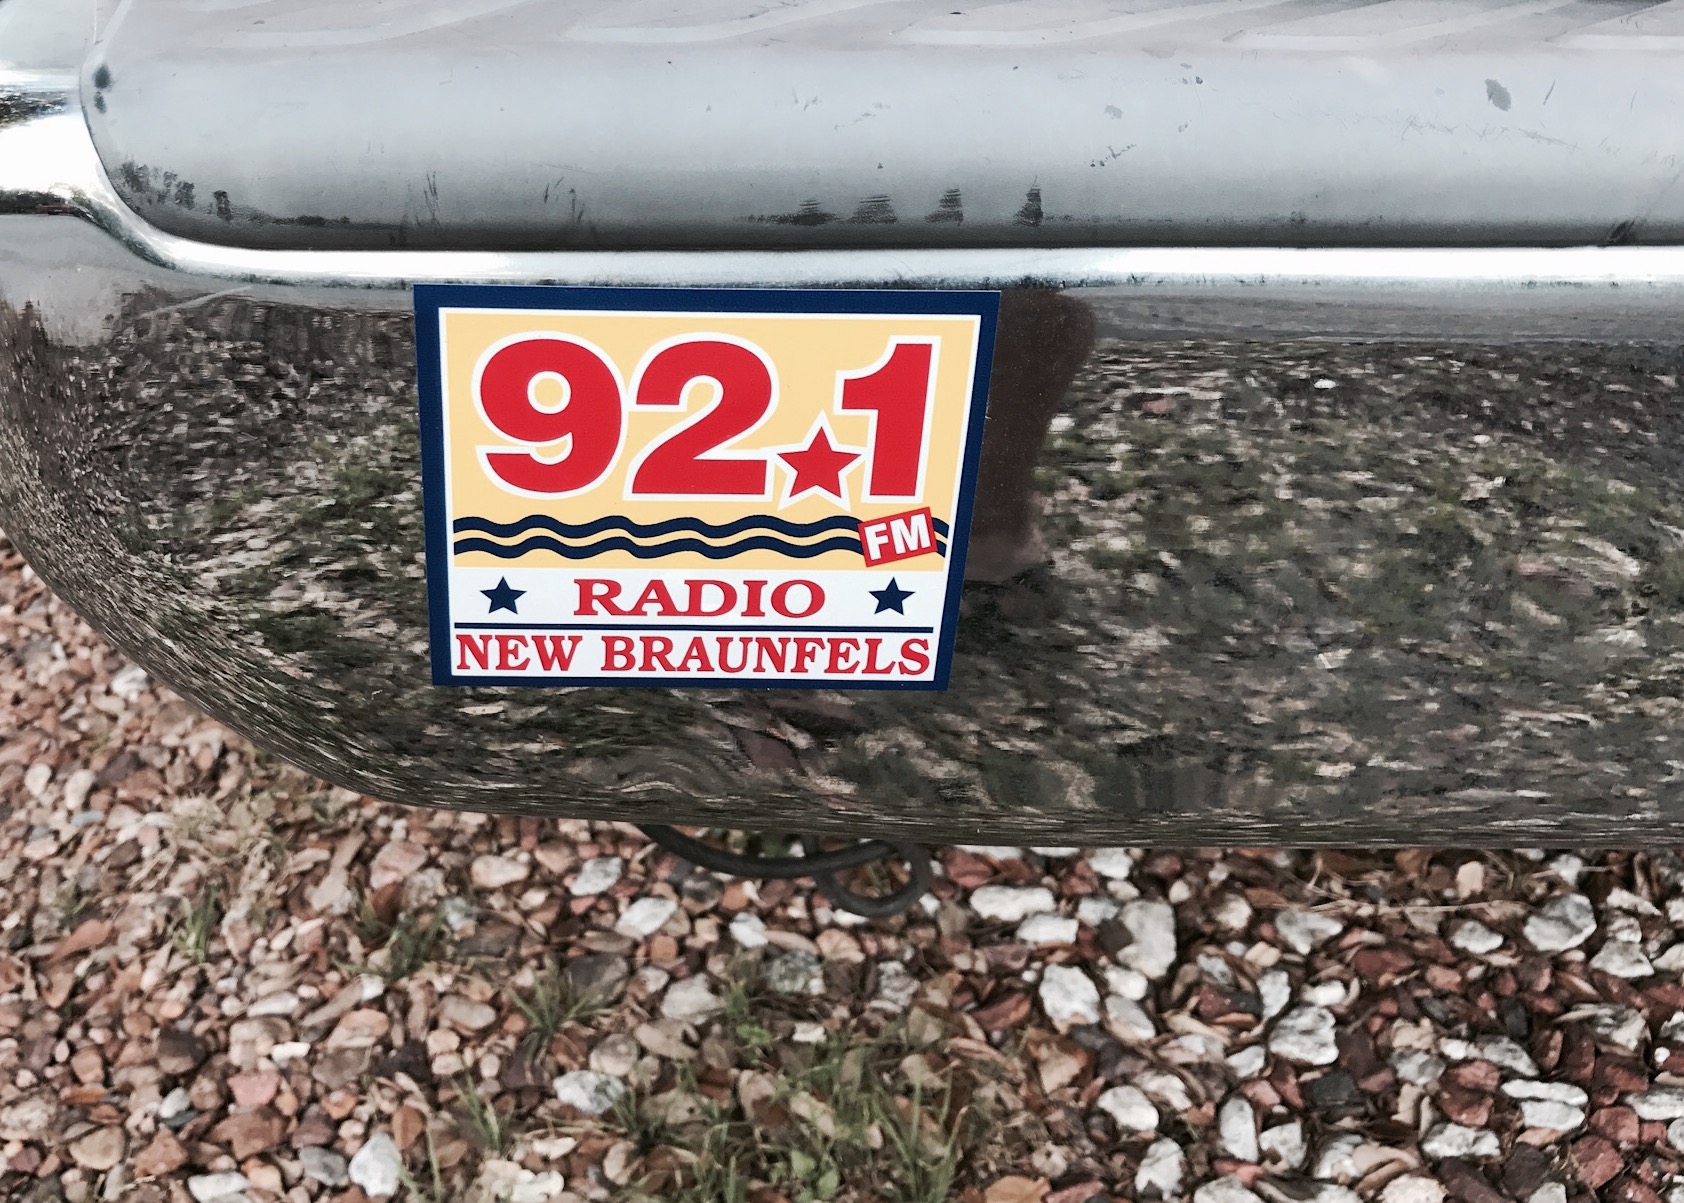 92★1
FM
★ RADIO ★
NEW BRAUNFELS